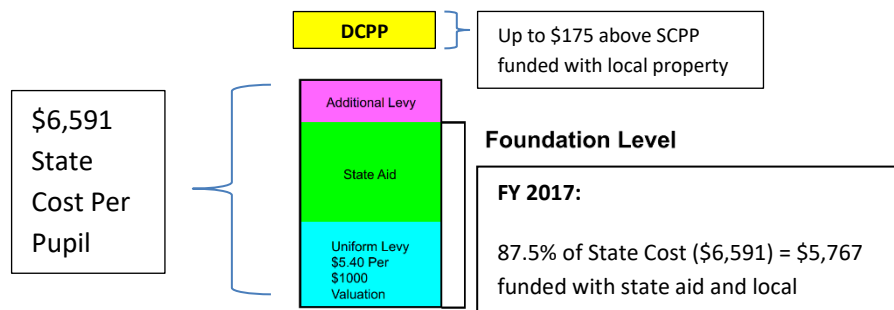 DCPP
Up to $175 above SCPP
funded with local property
$6,591
State
Cost Per
Pupil
Additional Levy
State Aid
Uniform Levy
$5.40 Per
$1000
Valuation
Foundation Level
FY 2017:
87.5% of State Cost ($6,591) = $5,767
funded with state aid and local